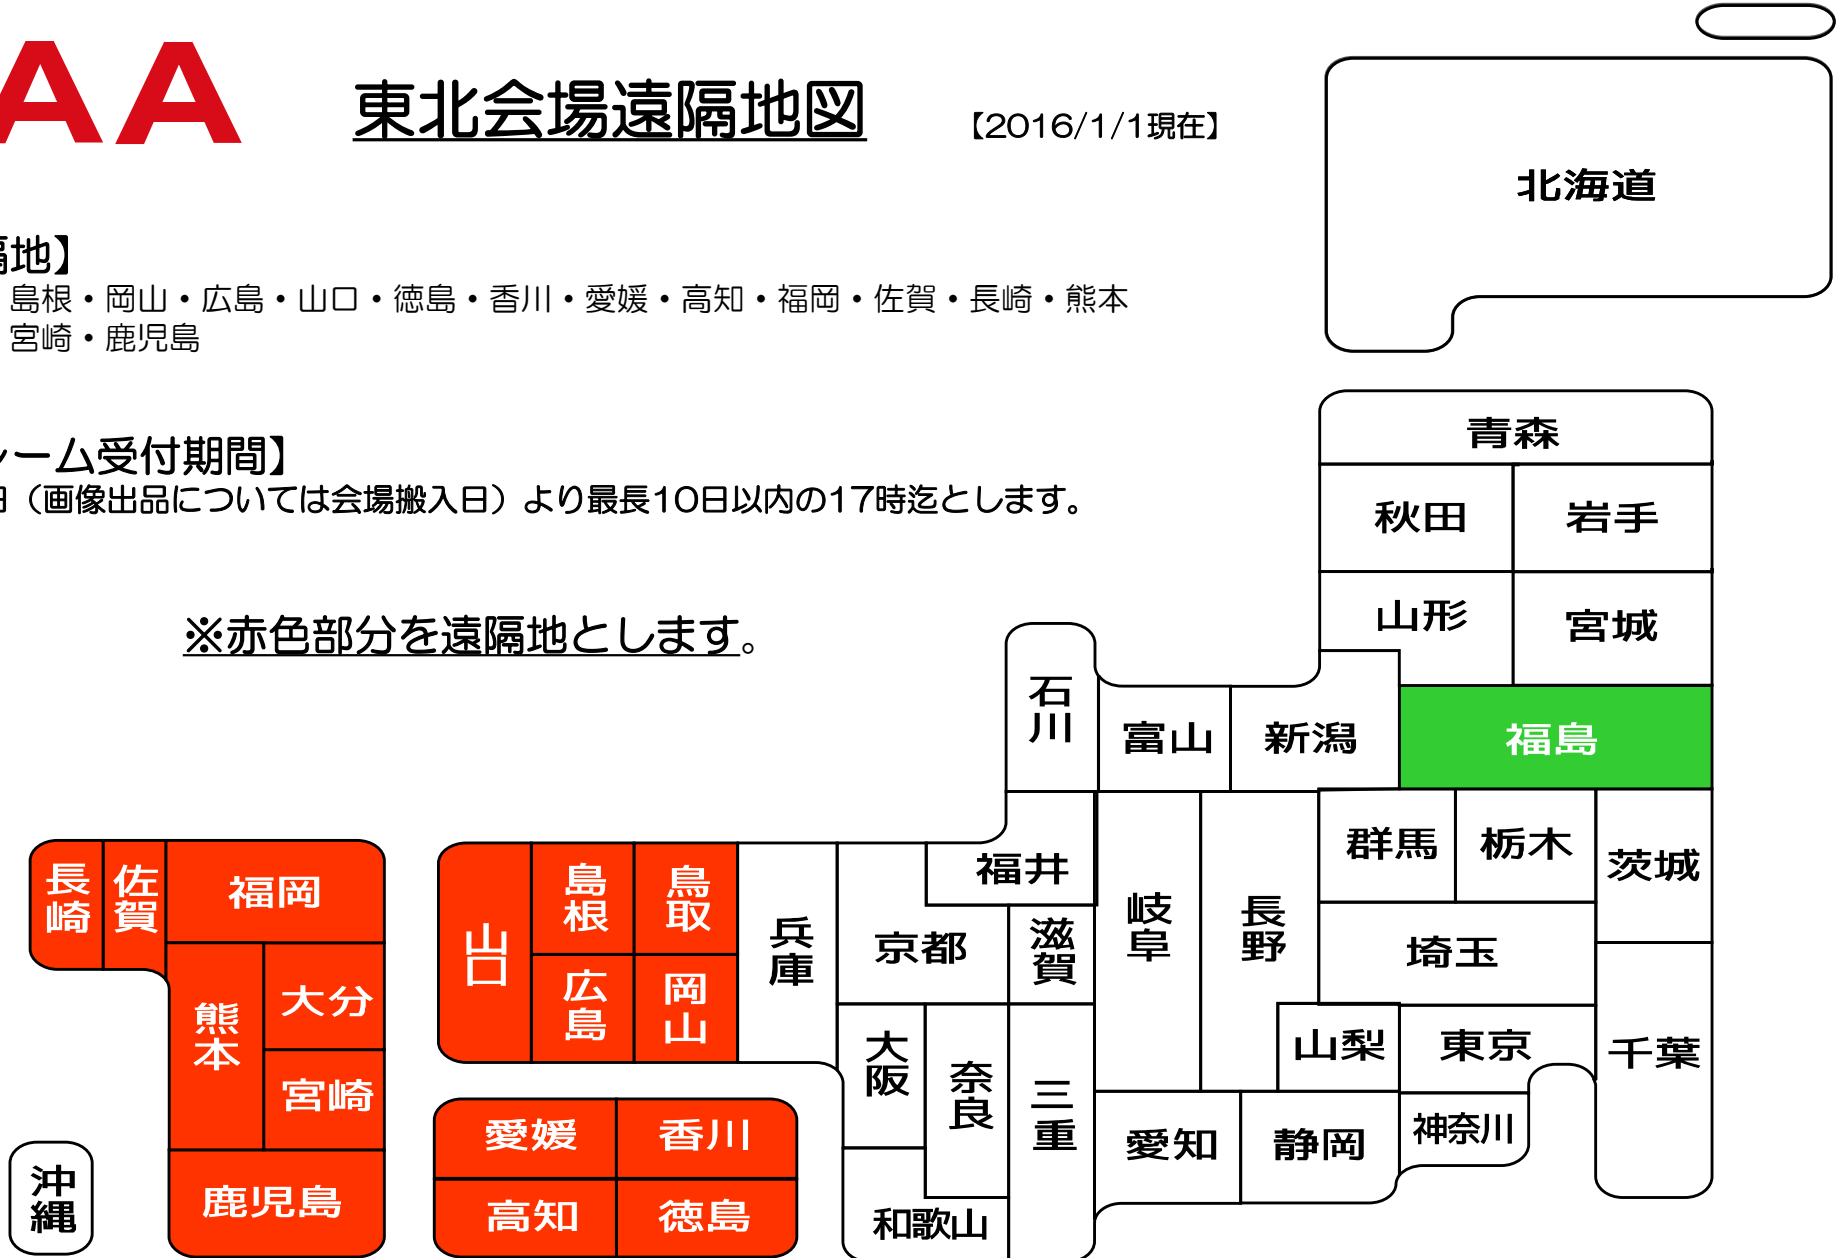 AA
東北会場遠隔地図
【2016/1/1現在】
北海道
隔地】
島根・岡山・広島・山口・徳島・香川・愛媛・高知・福岡・佐賀・長崎・熊本
宮崎・鹿児島
青森
レーム受付期間】
日（画像出品については会場搬入日）より最長10日以内の17時迄とします。
秋田
岩手
山形
宮城
※赤色部分を遠隔地とします。
石川
富山
新潟
福島
群馬
栃木
茨城
福井
長崎
佐賀
福岡
山口
島根
鳥取
兵庫
京都
滋賀
岐阜
長野
埼玉
熊本
大分
広島
岡山
大阪
奈良
三重
山梨
東京
千葉
宮崎
愛媛
香川
愛知
静岡
神奈川
沖縄
鹿児島
高知
徳島
和歌山